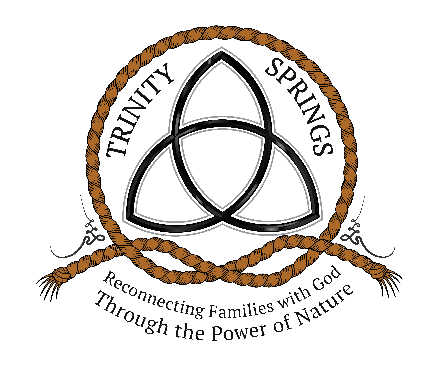 TRINITY SPRINGS
Reconnecting Families with God
Through the Power of Nature